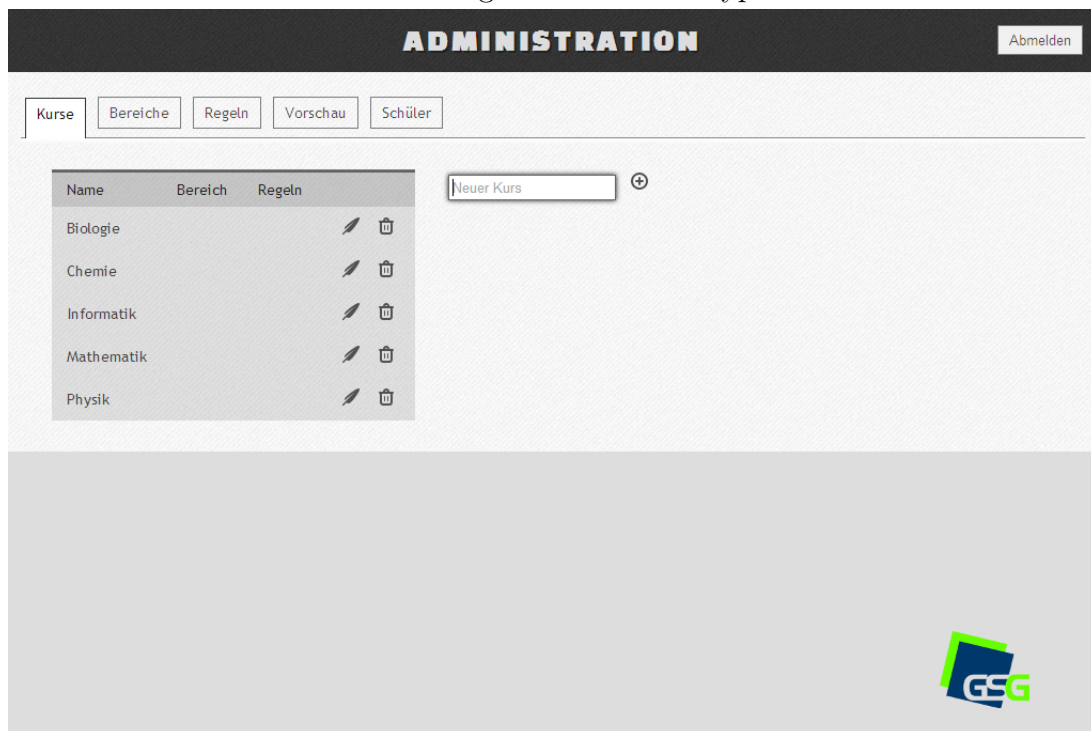 ADMINISTRATION
Abmelden
Kurse Bereiche Regeln Vorschau Schüler
Name Bereich Regeln
Neuer Kurs
Biologie
Chemie
Informatik
Mathematik
Physik
GSG